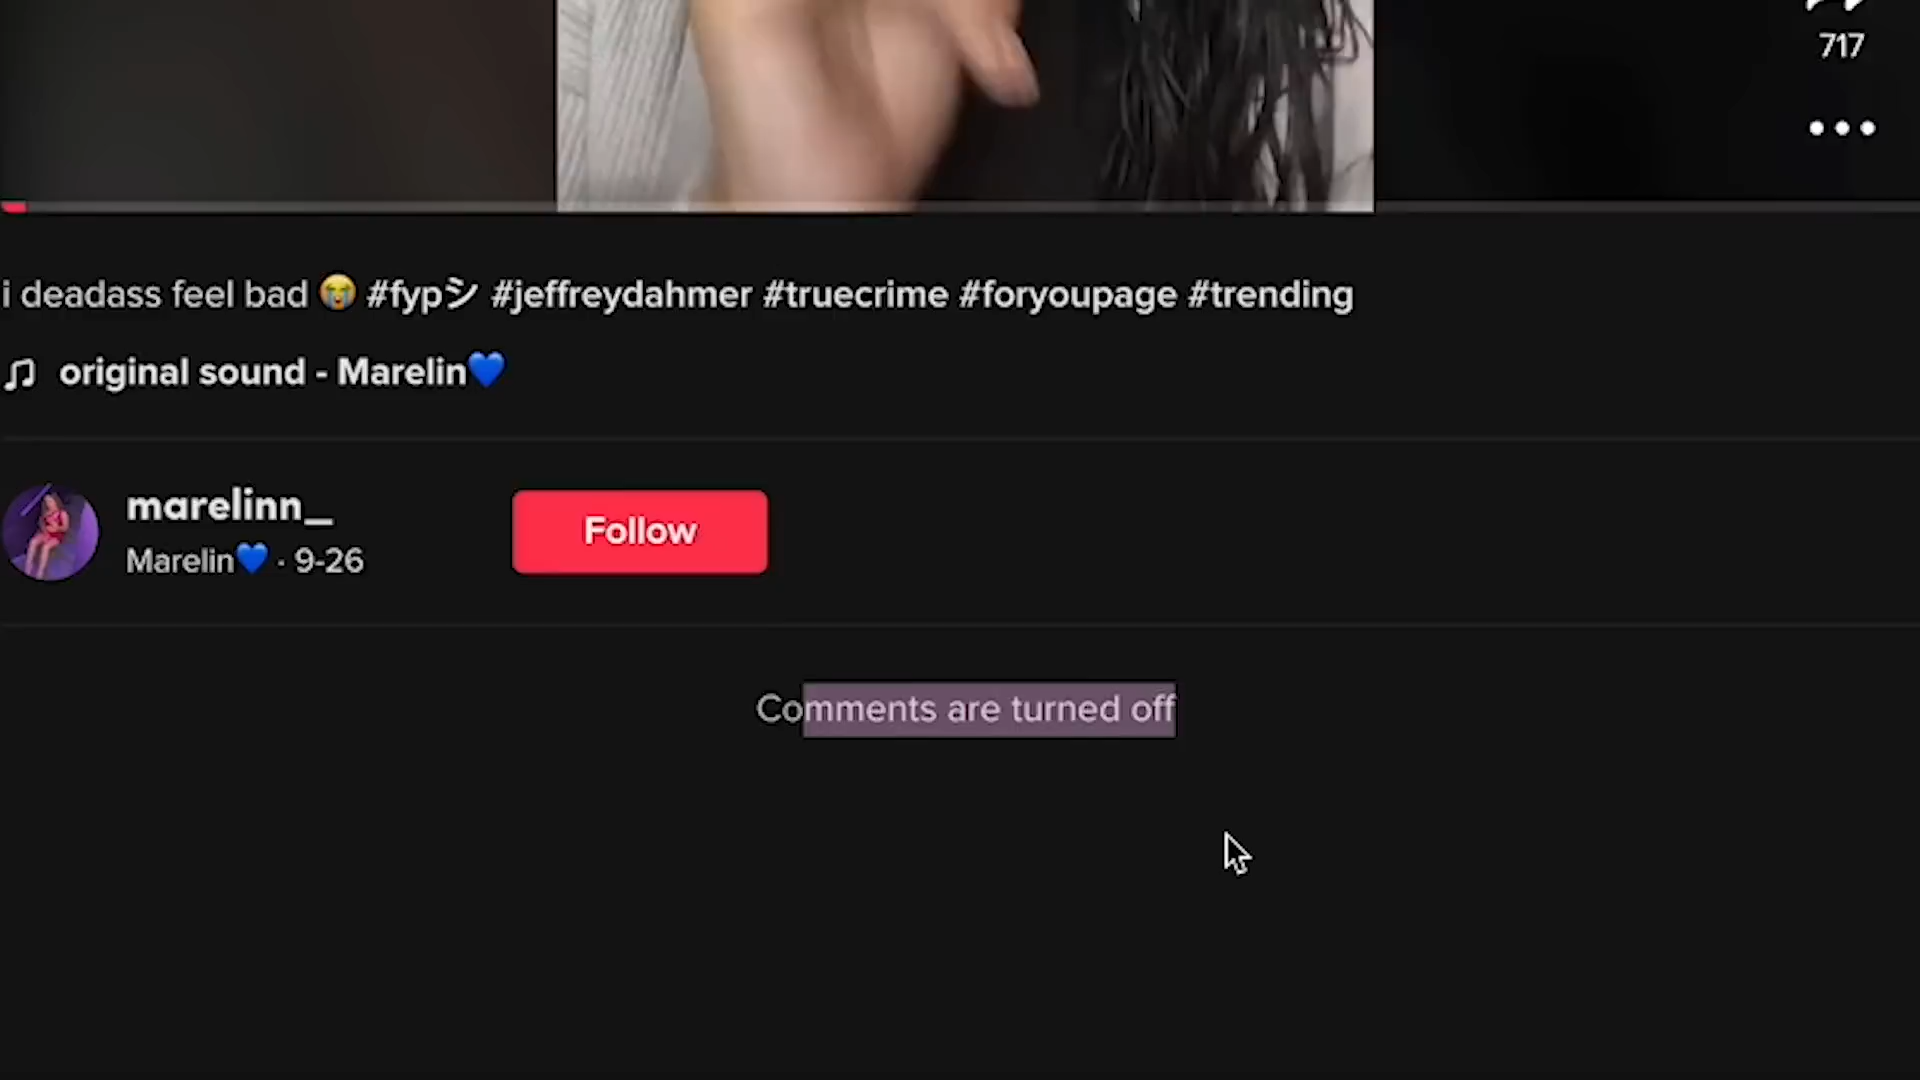 717
i deadass feel bad 😭 #fypシ #jeffreydahmer #truecrime #foryoupage #trending
original sound - Marelin💙
marelinn_
Follow
Marelin💙 · 9-26
Comments are turned off